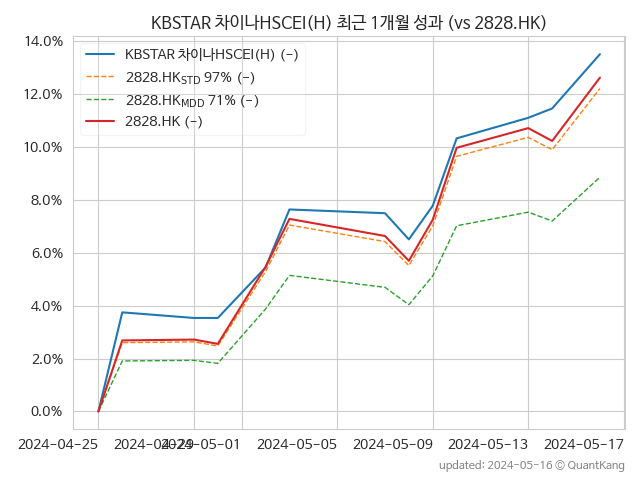 KBSTAR 차이나HSCEI(H) 최근 1개월 성과 (vs 2828.HK)
14.0%
12.0%
10.0%
8.0%
6.0%
4.0%
2.0%
0.0%
KBSTAR 차이나HSCEI(H) (-)
2828.HK_STD 97% (-)
2828.HK_MDD 71% (-)
2828.HK (-)
2024-04-25 2024-04-29 2024-05-01 2024-05-05 2024-05-09 2024-05-13 2024-05-17
updated: 2024-05-16 © QuantKang